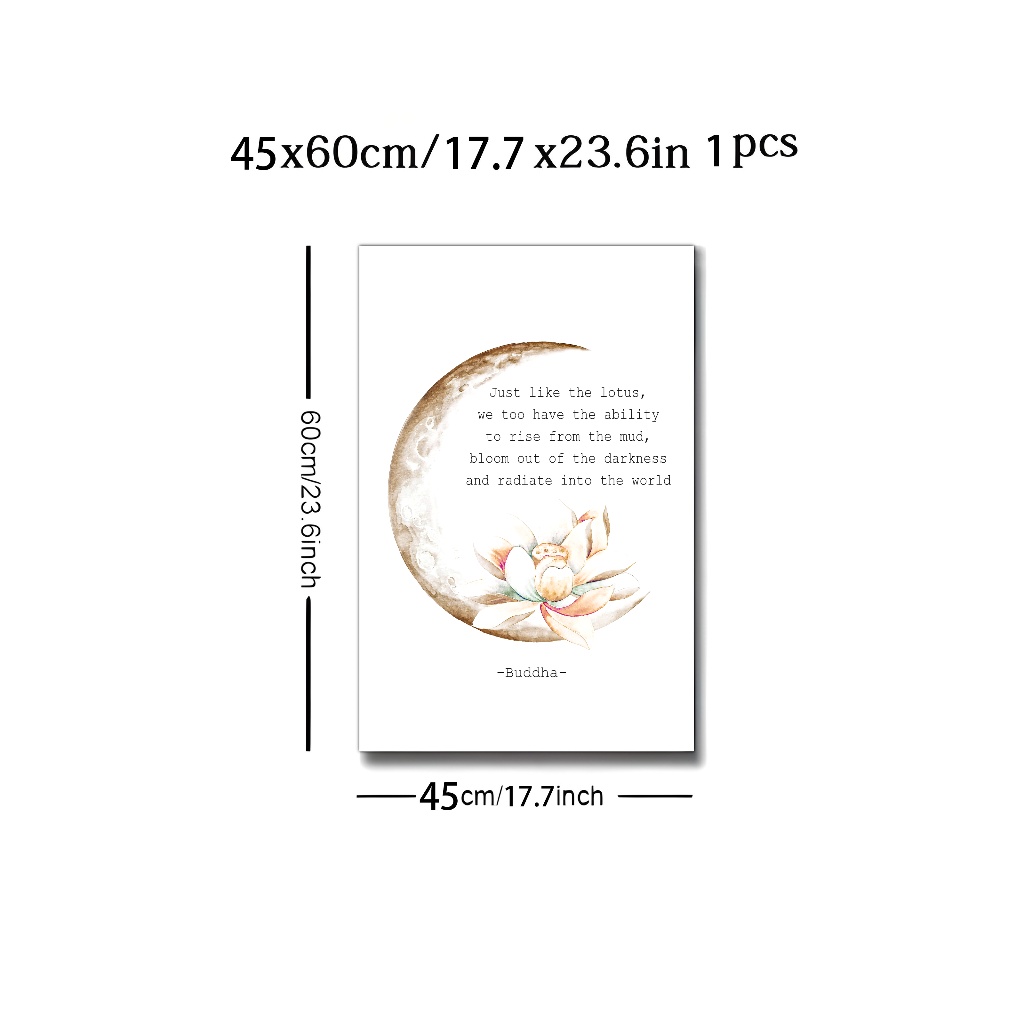 45x60cm/17.7 x23.6in 1pcs
60cm/23.6inch
Just like the lotus,
we too have the ability
to rise from the mud,
bloom out of the darkness
and radiate into the world
-Buddha-
45cm/17.7inch